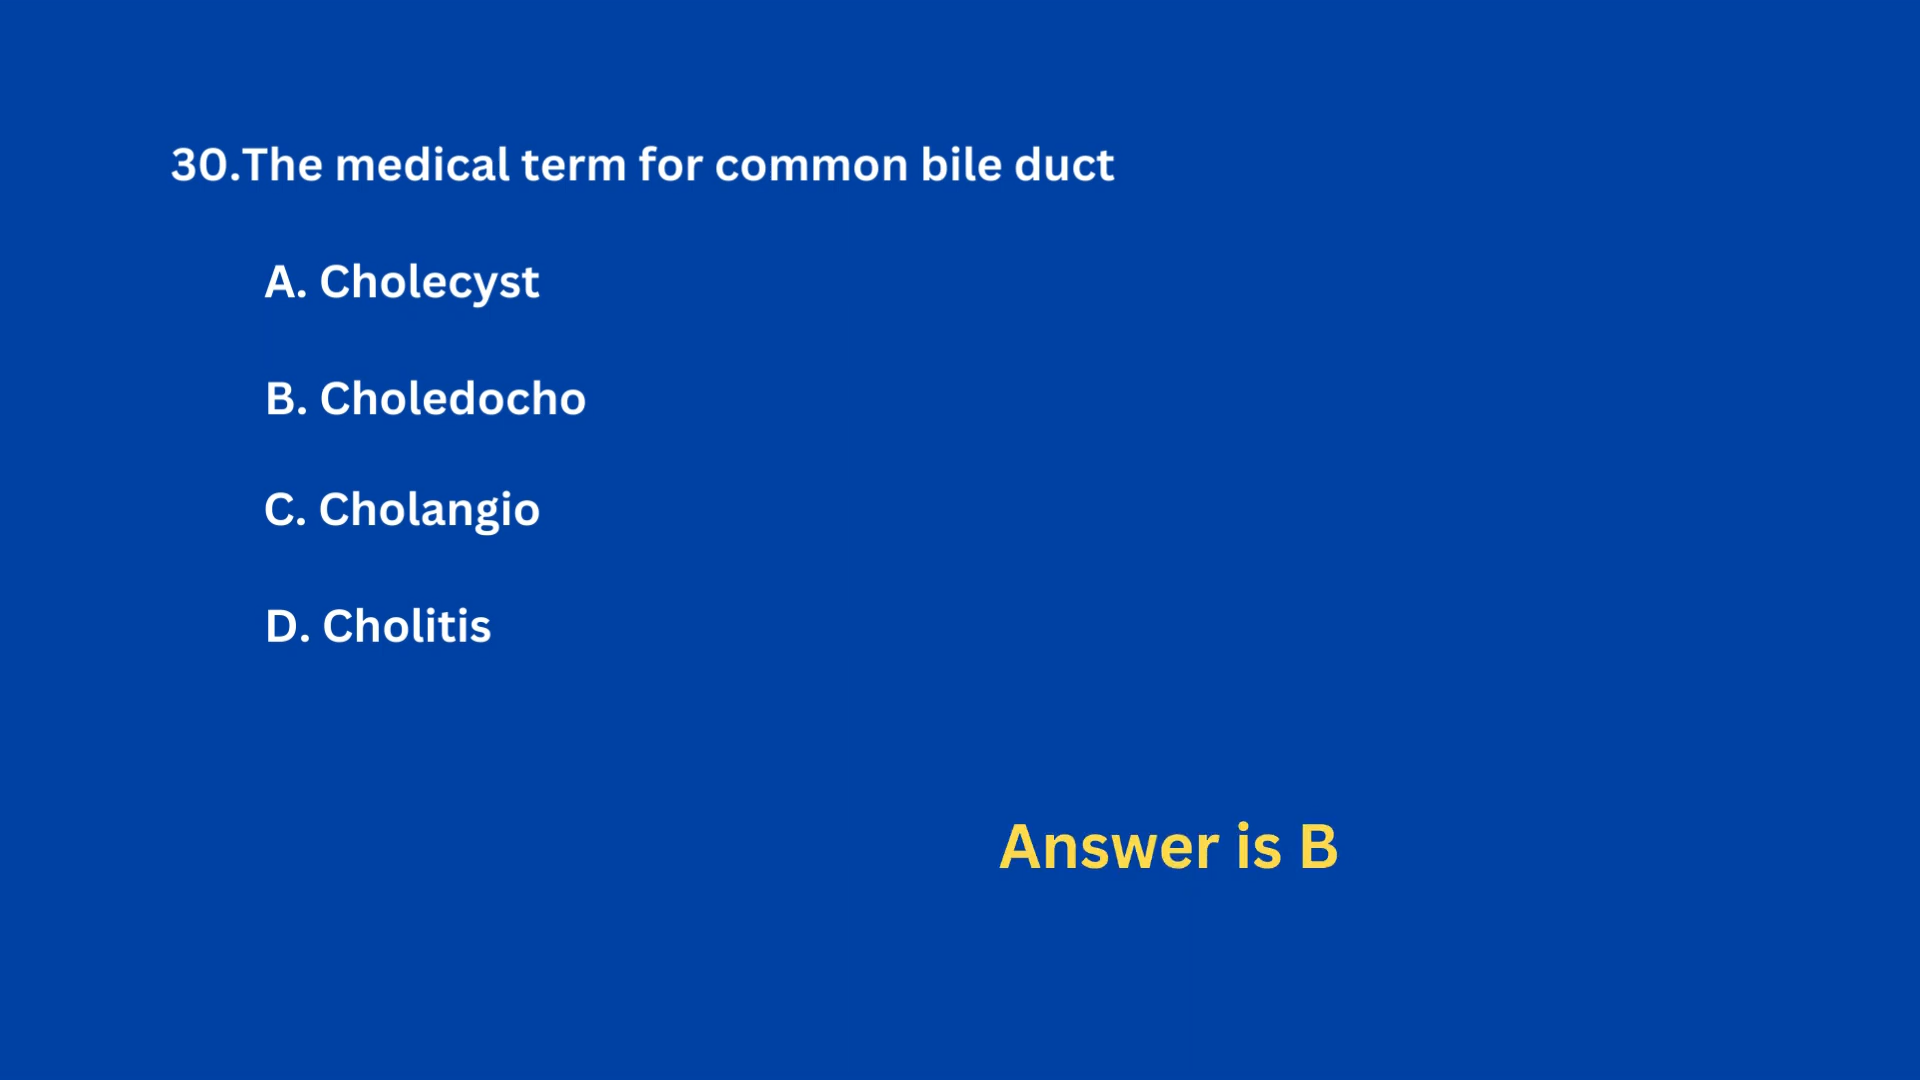 30.The medical term for common bile duct
A. Cholecyst
B. Choledocho
C. Cholangio
D. Cholitis
Answer is B